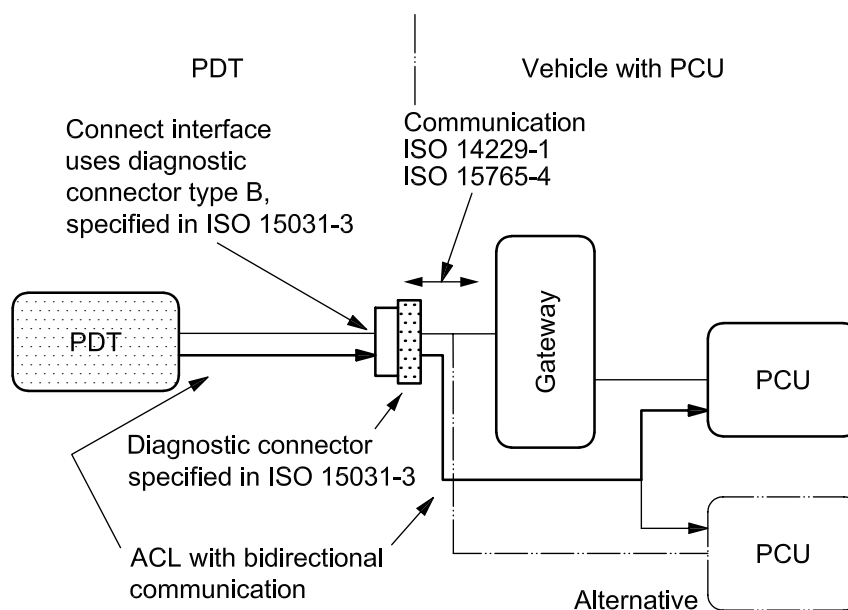 PDT
Vehicle with PCU
Connect interface
uses diagnostic
connector type B,
specified in ISO 15031-3
Communication
ISO 14229-1
ISO 15765-4
PDT
Gateway
PCU
Diagnostic connector
specified in ISO 15031-3
ACL with bidirectional
communication
PCU
Alternative